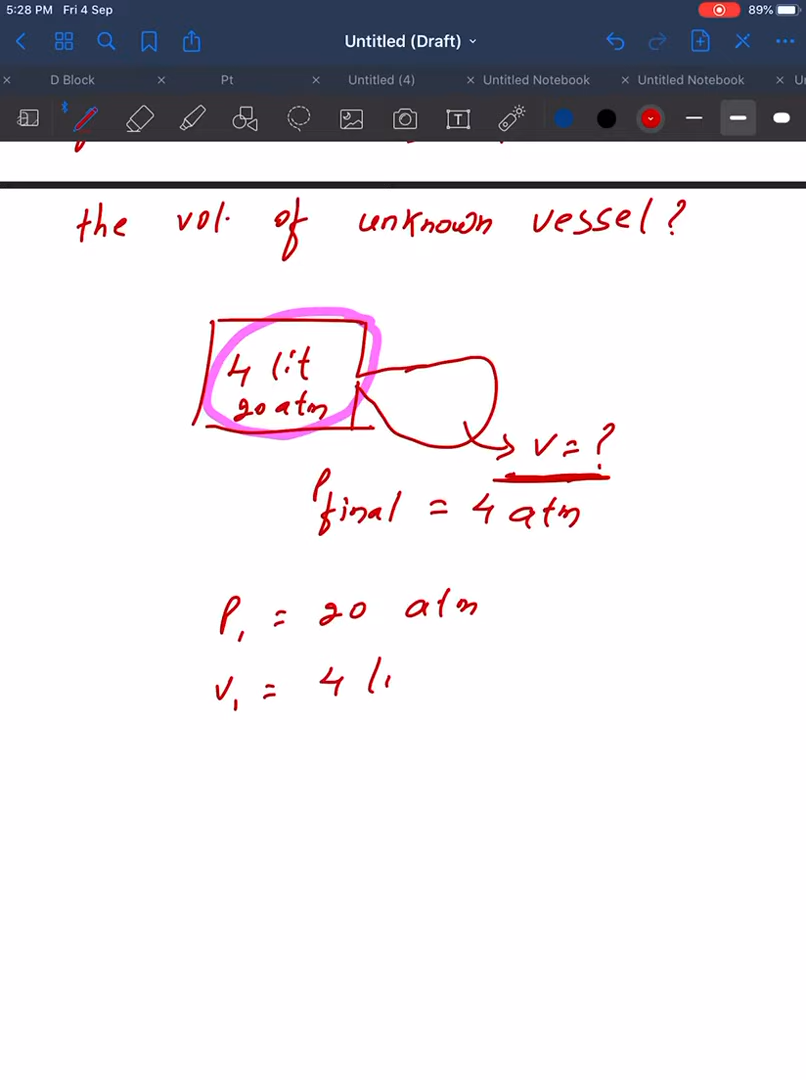 5:28 PM Fri 4 Sep 89%
Untitled (Draft)
D Block Pt Untitled (4) Untitled Notebook Untitled Notebook
the vol. of unknown vessel?
4 lit
20 atm
V = ?
P final = 4 atm
P1 = 20 atm
V1 = 4 li